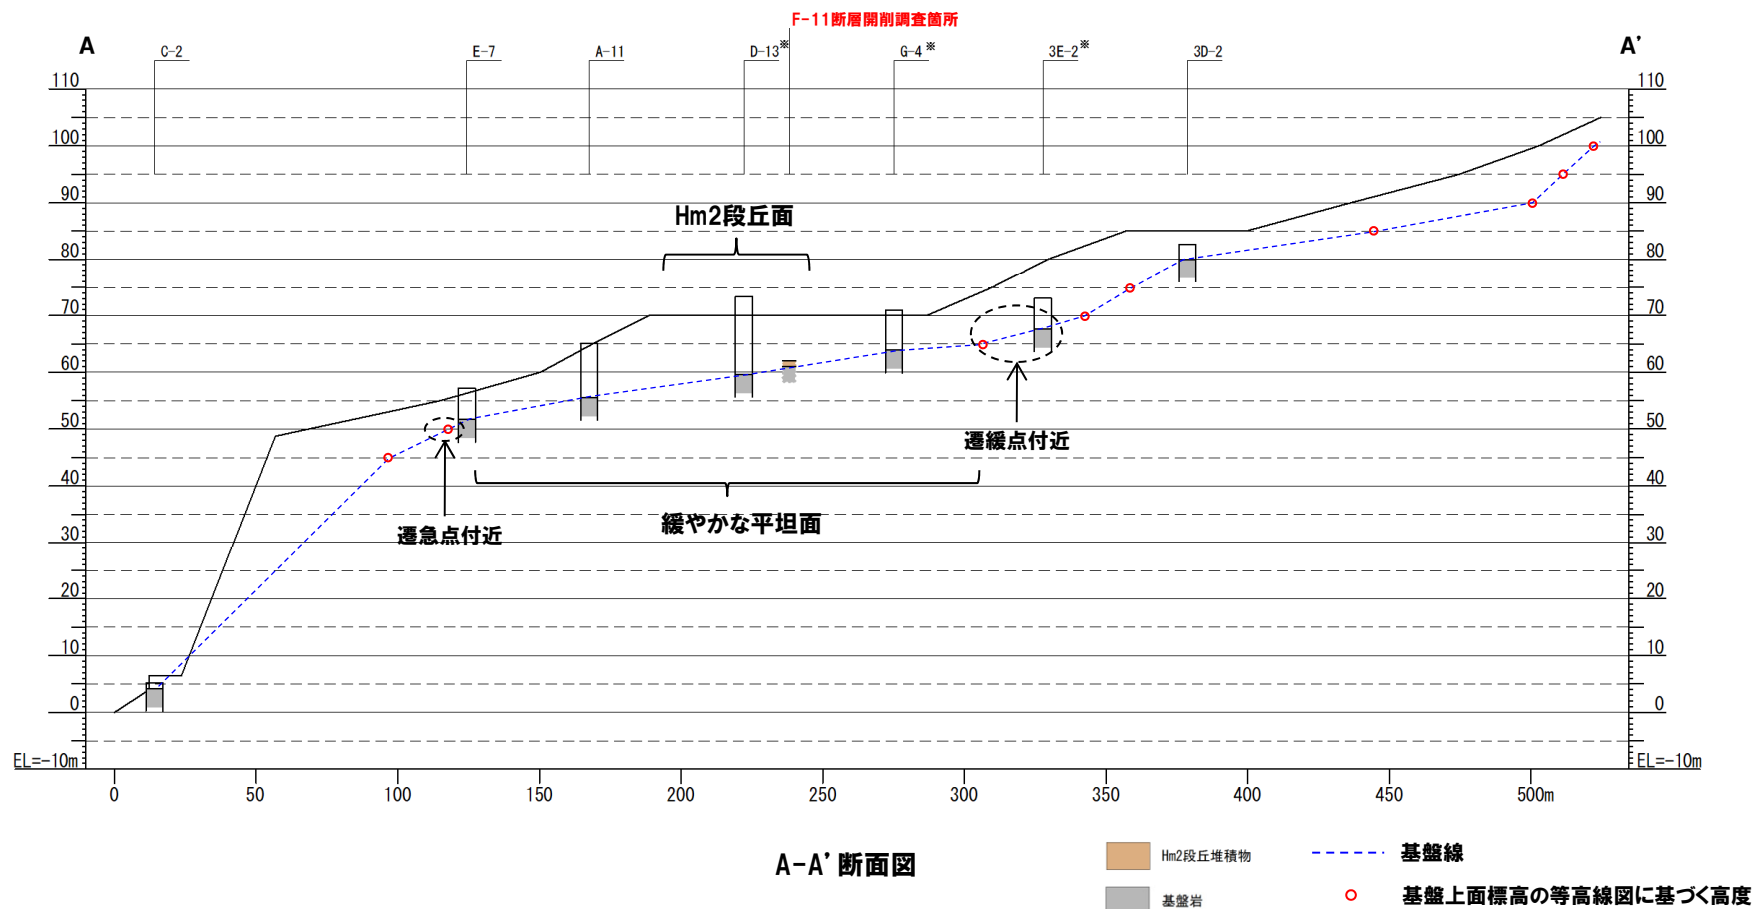 F-11断層開削調査箇所
A
A'
C-2
E-7
A-11
D-13※
G-4※
3E-2※
3D-2
110
110
100
100
90
90
Hm2段丘面
80
80
70
70
60
60
50
50
遷緩点付近
40
40
緩やかな平坦面
遷急点付近
30
30
20
20
10
10
0
0
EL=-10m
EL=-10m
0
50
100
150
200
250
300
350
400
450
500m
A-A'断面図
Hm2段丘堆積物
基盤線
基盤岩
基盤上面標高の等高線図に基づく高度